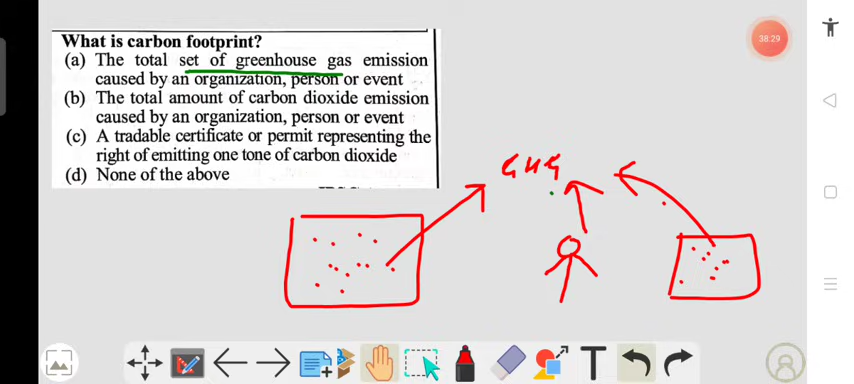 38:29
What is carbon footprint?
(a) The total set of greenhouse gas emission
caused by an organization, person or event
(b) The total amount of carbon dioxide emission
caused by an organization, person or event
(c) A tradable certificate or permit representing the
right of emitting one tone of carbon dioxide
(d) None of the above
GHG
T